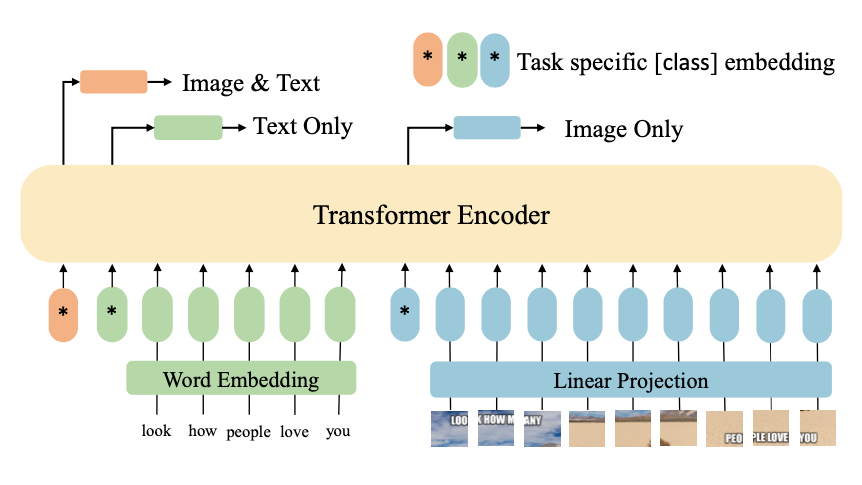 * * * Task specific [class] embedding
Image & Text
Text Only
Image Only
Transformer Encoder
* * *
Word Embedding
Linear Projection
look how people love you
LOO K HOW M ANY
PEO PLE LOVE YOU